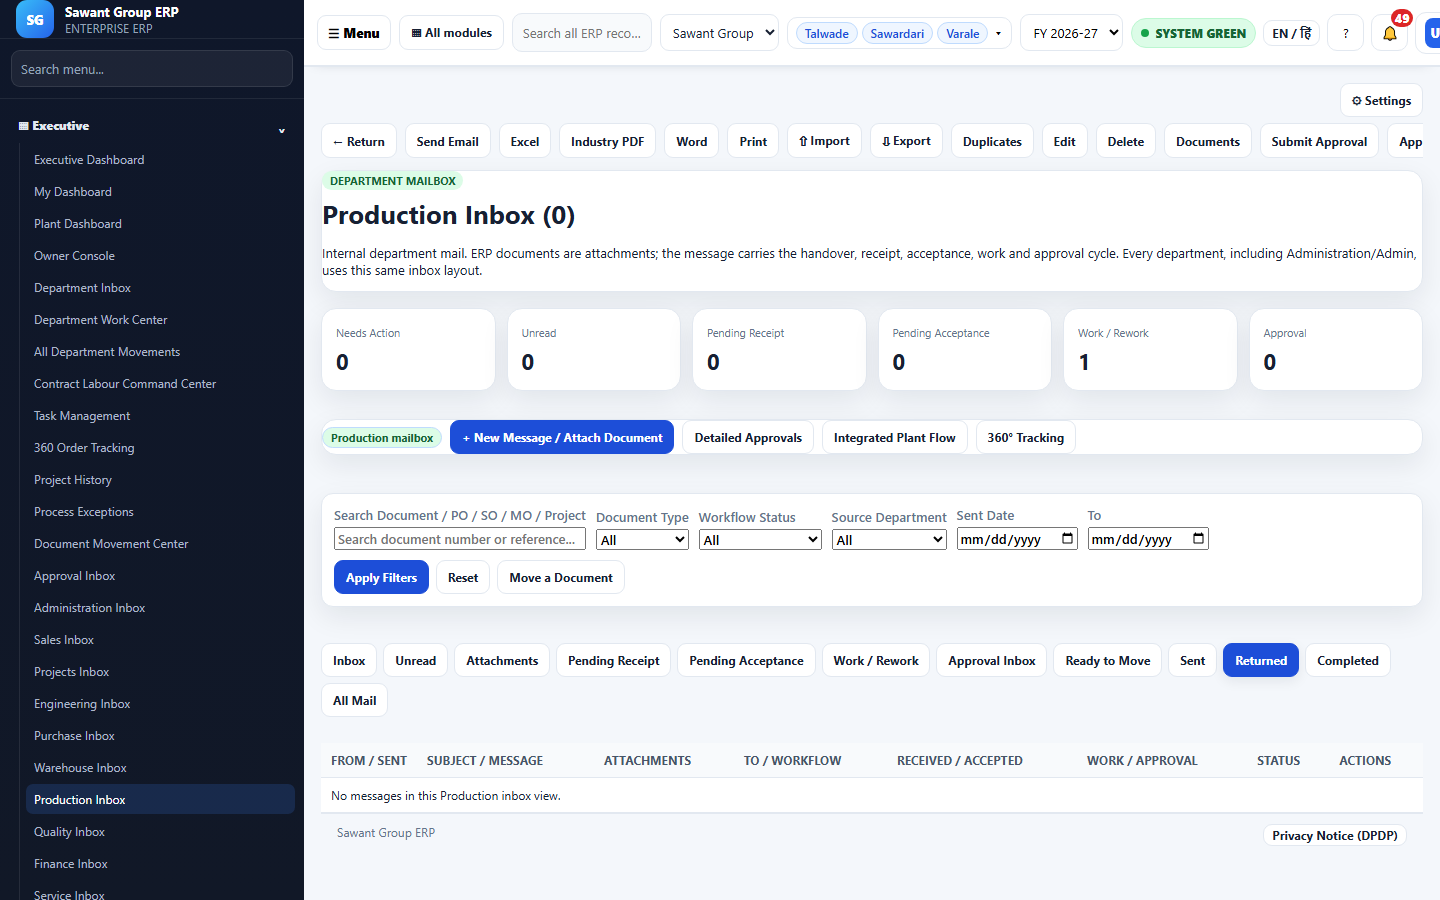 SG
Sawant Group ERP
ENTERPRISE ERP
Search menu...
Executive
Executive Dashboard
My Dashboard
Plant Dashboard
Owner Console
Department Inbox
Department Work Center
All Department Movements
Contract Labour Command Center
Task Management
360 Order Tracking
Project History
Process Exceptions
Document Movement Center
Approval Inbox
Administration Inbox
Sales Inbox
Projects Inbox
Engineering Inbox
Purchase Inbox
Warehouse Inbox
Production Inbox
Quality Inbox
Finance Inbox
Service Inbox
☰ Menu
All modules
Search all ERP reco...
Sawant Group
Talwade
Sawardari
Varale
FY 2026-27
SYSTEM GREEN
EN / हिं
?
49
U
⚙ Settings
← Return
Send Email
Excel
Industry PDF
Word
Print
⇧ Import
⇩ Export
Duplicates
Edit
Delete
Documents
Submit Approval
App
DEPARTMENT MAILBOX
Production Inbox (0)
Internal department mail. ERP documents are attachments; the message carries the handover, receipt, acceptance, work and approval cycle. Every department, including Administration/Admin,
uses this same inbox layout.
Needs Action
0
Unread
0
Pending Receipt
0
Pending Acceptance
0
Work / Rework
1
Approval
0
Production mailbox
+ New Message / Attach Document
Detailed Approvals
Integrated Plant Flow
360° Tracking
Search Document / PO / SO / MO / Project
Search document number or reference...
Document Type
All
Workflow Status
All
Source Department
All
Sent Date
mm/dd/yyyy
To
mm/dd/yyyy
Apply Filters
Reset
Move a Document
Inbox
Unread
Attachments
Pending Receipt
Pending Acceptance
Work / Rework
Approval Inbox
Ready to Move
Sent
Returned
Completed
All Mail
FROM / SENT
SUBJECT / MESSAGE
ATTACHMENTS
TO / WORKFLOW
RECEIVED / ACCEPTED
WORK / APPROVAL
STATUS
ACTIONS
No messages in this Production inbox view.
Sawant Group ERP
Privacy Notice (DPDP)